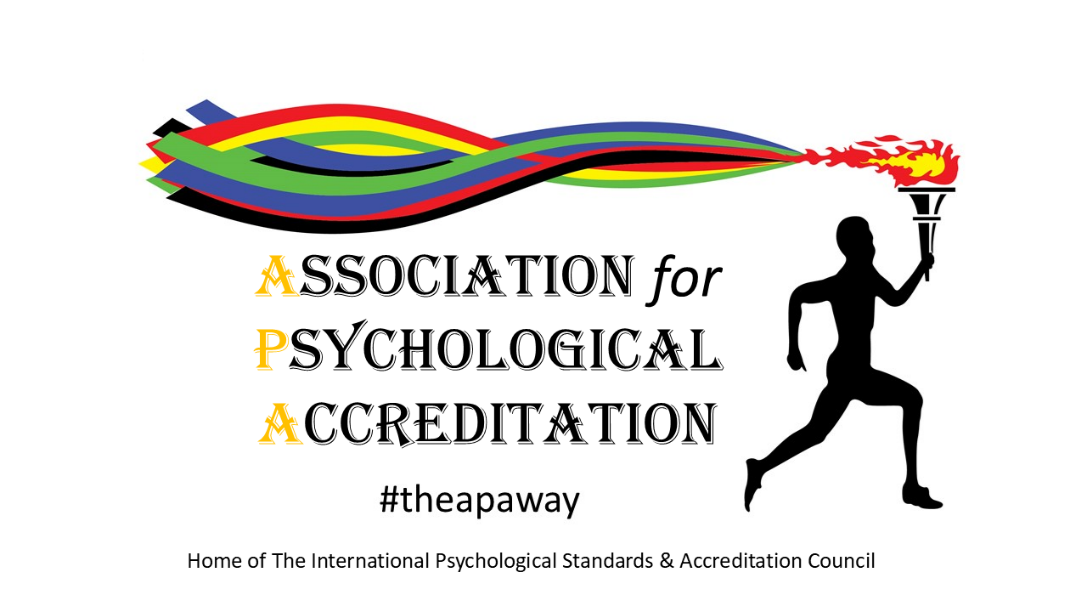 ASSOCIATION for
PSYCHOLOGICAL
ACCREDITATION
#theapaway
Home of The International Psychological Standards & Accreditation Council